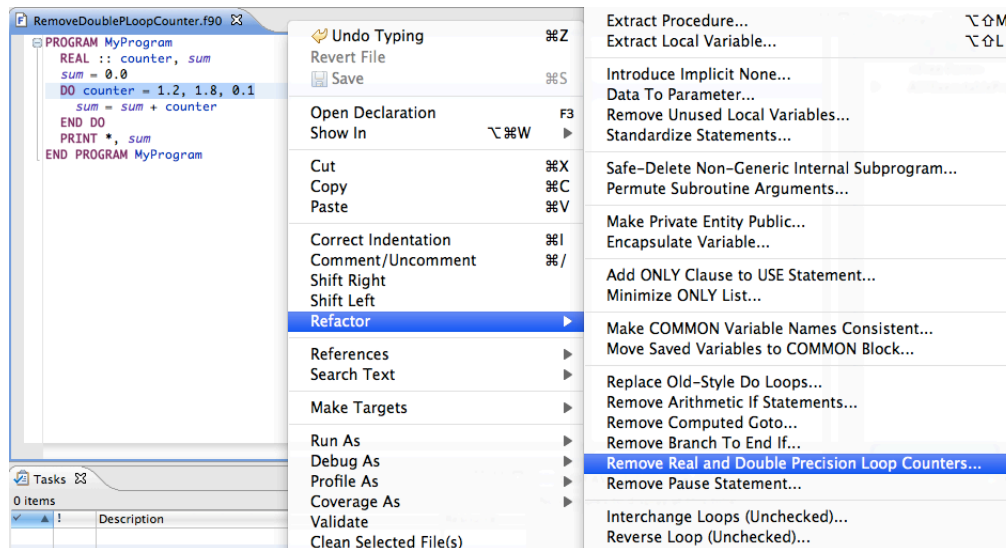 RemoveDoublePLoopCounter.f90
PROGRAM MyProgram
REAL :: counter, sum
sum = 0.0
DO counter = 1.2, 1.8, 0.1
sum = sum + counter
END DO
PRINT *, sum
END PROGRAM MyProgram
Tasks
0 items
! Description
Undo Typing ⌘Z
Revert File
Save ⌘S
Open Declaration F3
Show In ⌥⌘W
Cut ⌘X
Copy ⌘C
Paste ⌘V
Correct Indentation ⌘I
Comment/Uncomment ⌘/
Shift Right
Shift Left
Refactor
References
Search Text
Make Targets
Run As
Debug As
Profile As
Coverage As
Validate
Clean Selected File(s)
Extract Procedure... ⌥⇧M
Extract Local Variable... ⌥⇧L
Introduce Implicit None...
Data To Parameter...
Remove Unused Local Variables...
Standardize Statements...
Safe-Delete Non-Generic Internal Subprogram...
Permute Subroutine Arguments...
Make Private Entity Public...
Encapsulate Variable...
Add ONLY Clause to USE Statement...
Minimize ONLY List...
Make COMMON Variable Names Consistent...
Move Saved Variables to COMMON Block...
Replace Old-Style Do Loops...
Remove Arithmetic If Statements...
Remove Computed Goto...
Remove Branch To End If...
Remove Real and Double Precision Loop Counters...
Remove Pause Statement...
Interchange Loops (Unchecked)...
Reverse Loop (Unchecked)...